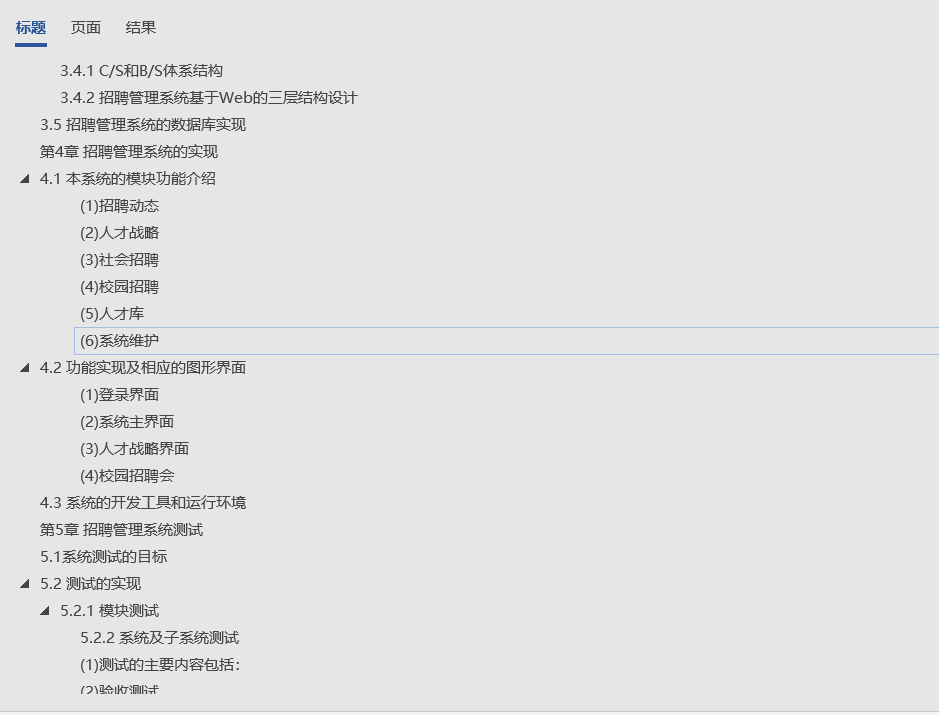 标题 页面 结果
3.4.1 C/S和B/S体系结构
3.4.2 招聘管理系统基于Web的三层结构设计
3.5 招聘管理系统的数据库实现
第4章 招聘管理系统的实现
4.1 本系统的模块功能介绍
(1)招聘动态
(2)人才战略
(3)社会招聘
(4)校园招聘
(5)人才库
(6)系统维护
4.2 功能实现及相应的图形界面
(1)登录界面
(2)系统主界面
(3)人才战略界面
(4)校园招聘会
4.3 系统的开发工具和运行环境
第5章 招聘管理系统测试
5.1系统测试的目标
5.2 测试的实现
5.2.1 模块测试
5.2.2 系统及子系统测试
(1)测试的主要内容包括：
(2)验收测试